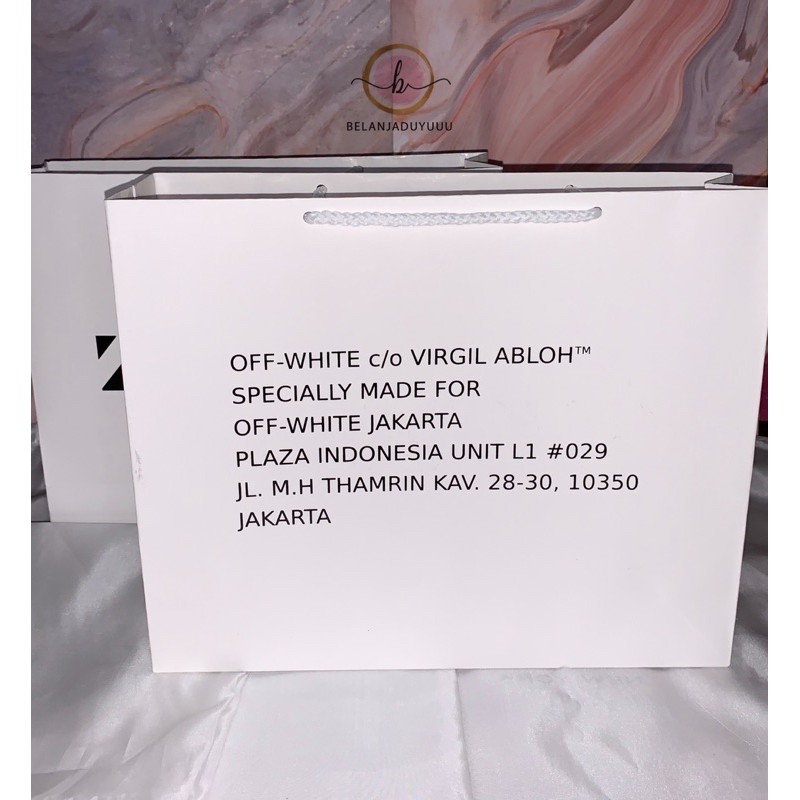 b
BELANJADUYUUU
OFF-WHITE c/o VIRGIL ABLOH™
SPECIALLY MADE FOR
OFF-WHITE JAKARTA
PLAZA INDONESIA UNIT L1 #029
JL. M.H THAMRIN KAV. 28-30, 10350
JAKARTA